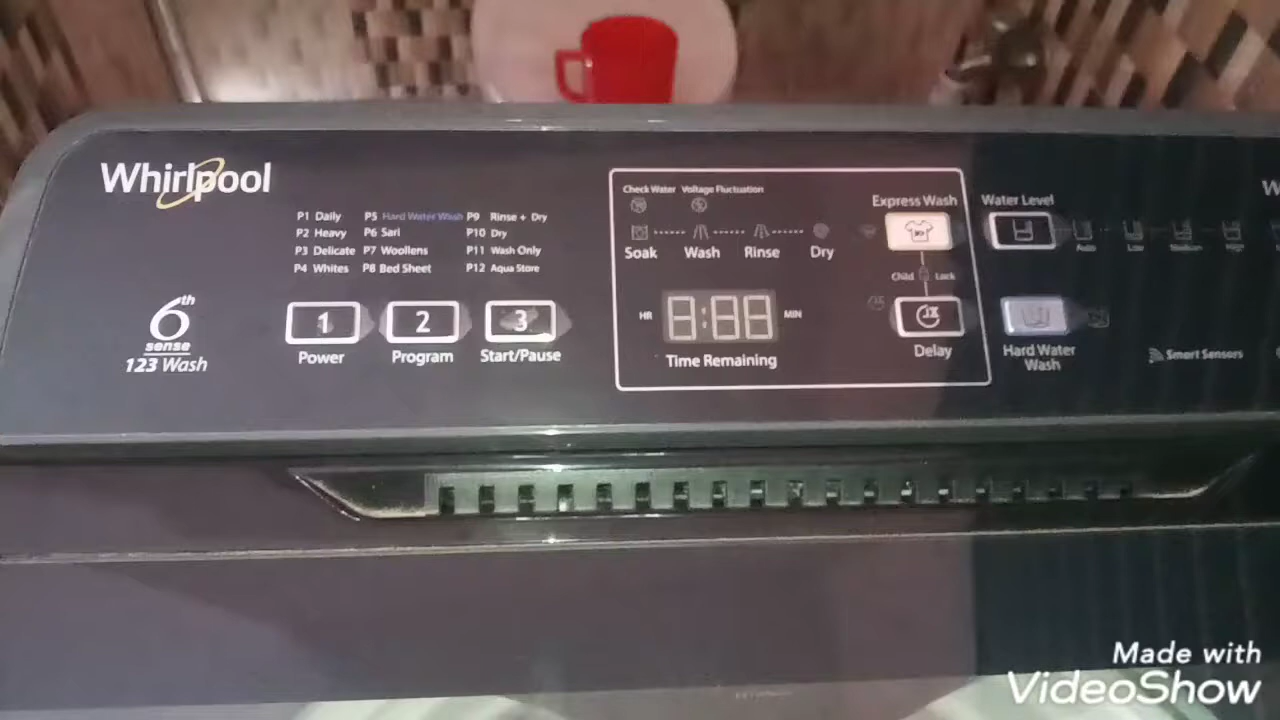 Whirlpool
P1 Daily P5 Hard Water Wash P9 Rinse + Dry
P2 Heavy P6 Sari P10 Dry
P3 Delicate P7 Woollens P11 Wash Only
P4 Whites P8 Bed Sheet P12 Aqua Store
6th
sense
123 Wash
1 2 3
Power Program Start/Pause
Check Water Voltage Fluctuation
Soak Wash Rinse Dry
HR 8:88 MIN
Time Remaining
Express Wash
Child Lock
Delay
Water Level
Auto Low Medium High
Hard Water
Wash
Smart Sensors
W
Made with
VideoShow